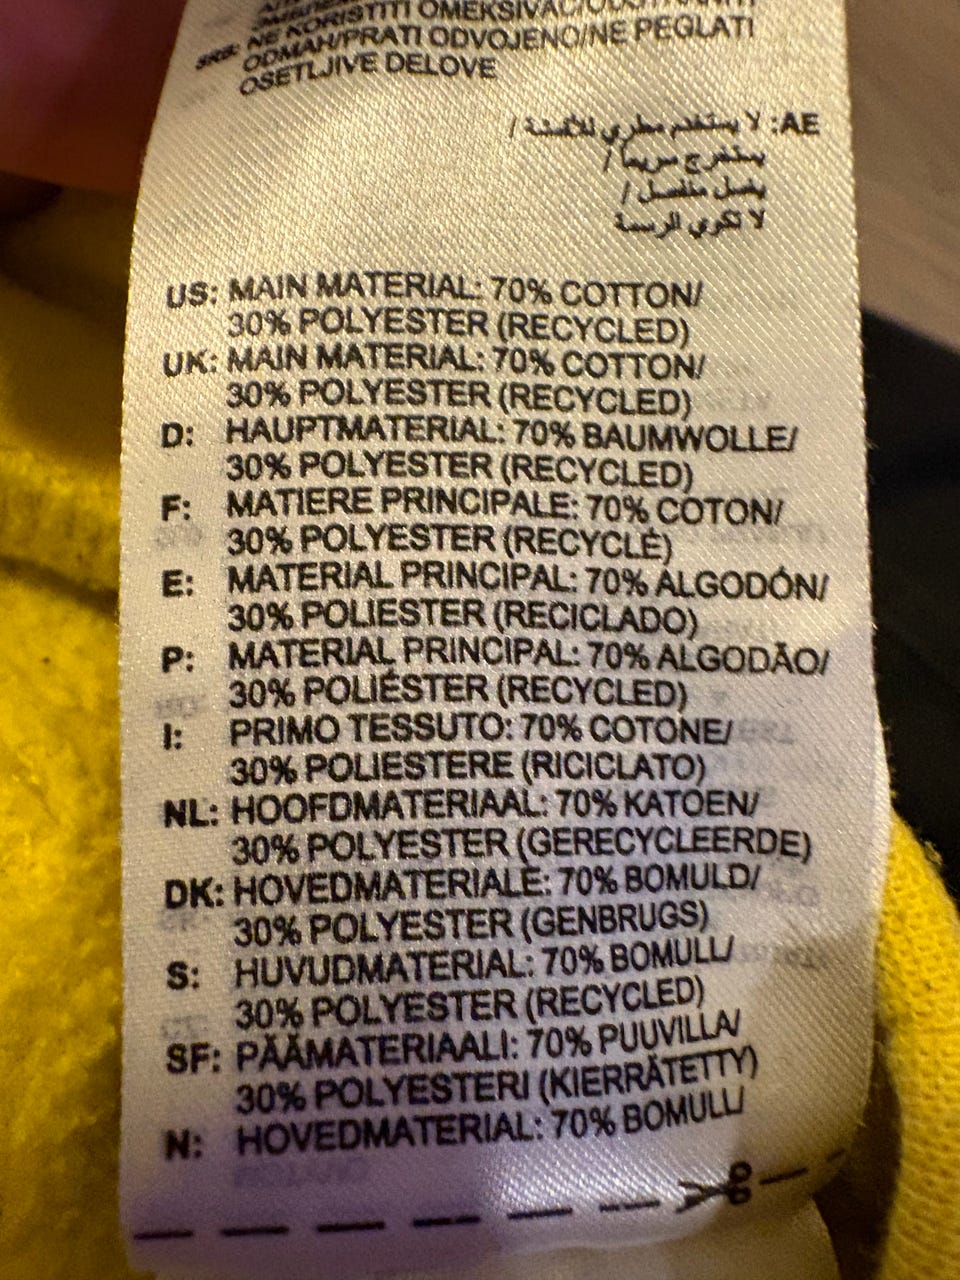 NE KORISTITI OMEKSIVAC/ODSTRANITI
SRB: ODMAH/PRATI ODVOJENO/NE PEGLATI
OSETLJIVE DELOVE
AE: لا يستخدم مطري للألبسة /
يستخرج سريعا /
يغسل منفصل /
لا تكوي الرسمة
US: MAIN MATERIAL: 70% COTTON/
30% POLYESTER (RECYCLED)
UK: MAIN MATERIAL: 70% COTTON/
30% POLYESTER (RECYCLED)
D: HAUPTMATERIAL: 70% BAUMWOLLE/
30% POLYESTER (RECYCLED)
F: MATIERE PRINCIPALE: 70% COTON/
30% POLYESTER (RECYCLÉ)
E: MATERIAL PRINCIPAL: 70% ALGODÓN/
30% POLIESTER (RECICLADO)
P: MATERIAL PRINCIPAL: 70% ALGODÃO/
30% POLIÉSTER (RECYCLED)
I: PRIMO TESSUTO: 70% COTONE/
30% POLIESTERE (RICICLATO)
NL: HOOFDMATERIAAL: 70% KATOEN/
30% POLYESTER (GERECYCLEERDE)
DK: HOVEDMATERIALE: 70% BOMULD/
30% POLYESTER (GENBRUGS)
S: HUVUDMATERIAL: 70% BOMULL/
30% POLYESTER (RECYCLED)
SF: PÄÄMATERIAALI: 70% PUUVILLA/
30% POLYESTERI (KIERRÄTETTY)
N: HOVEDMATERIAL: 70% BOMULL/